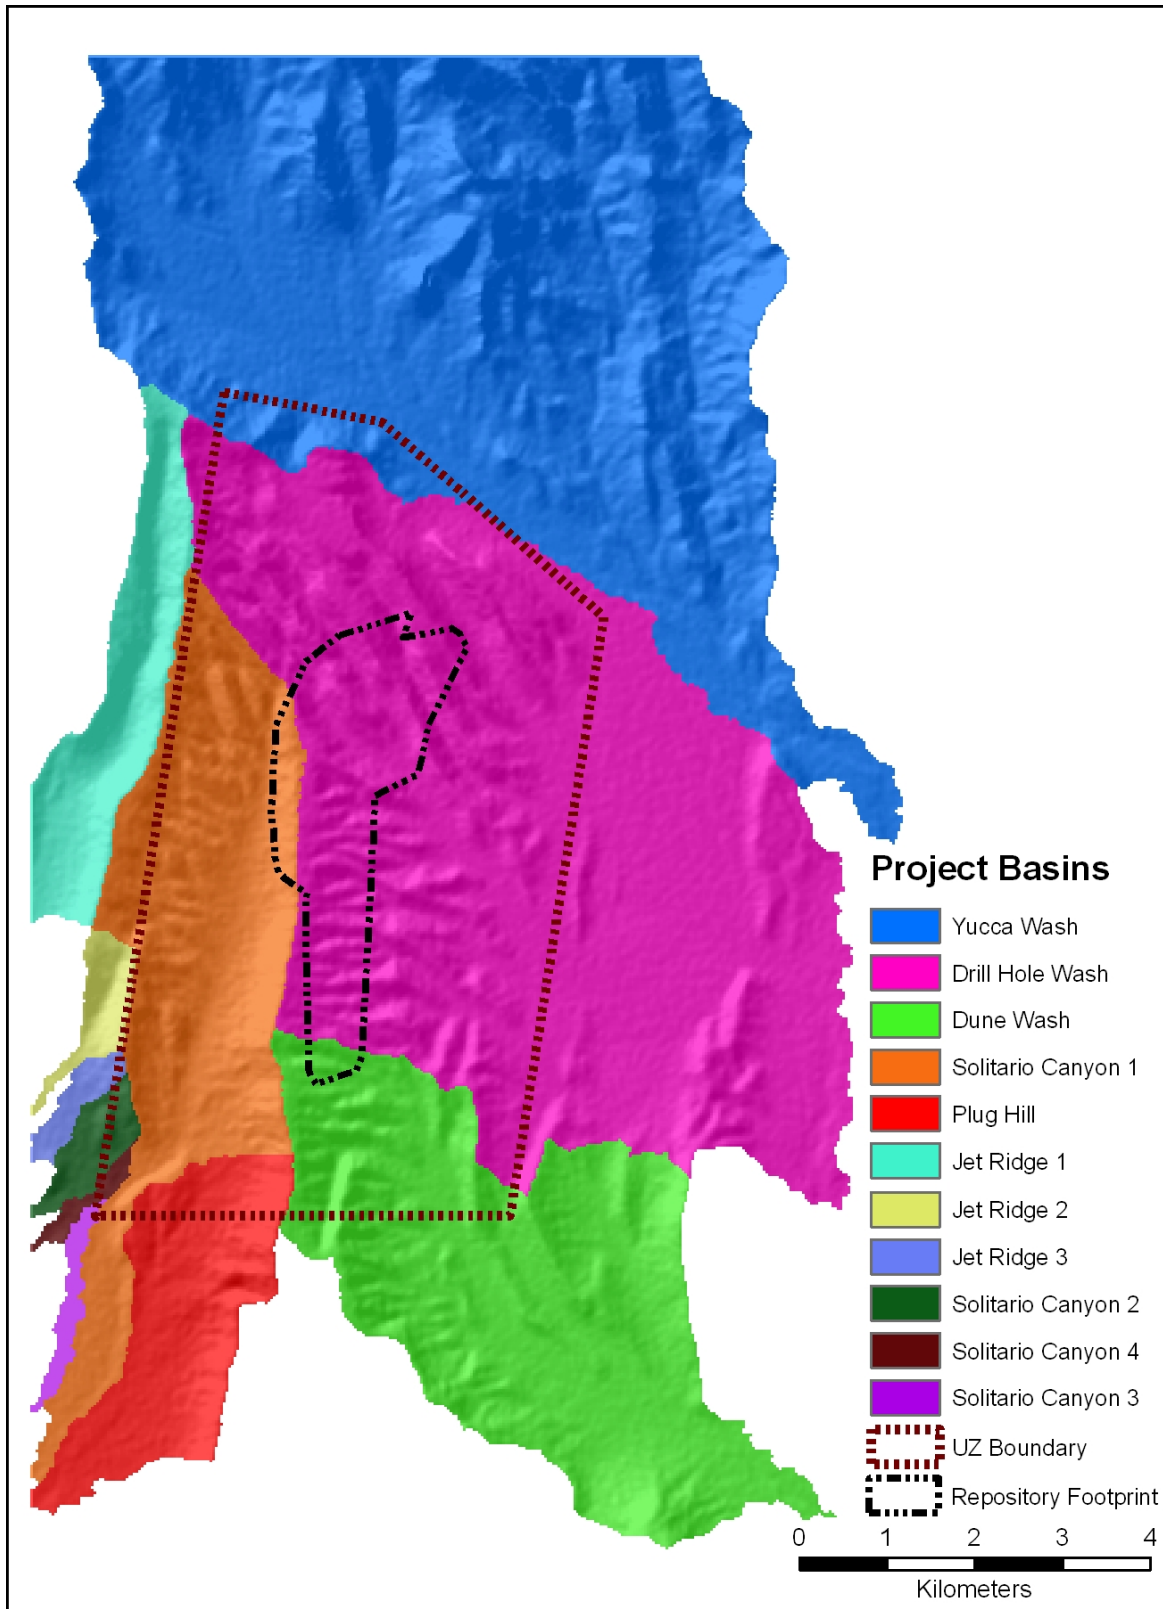 Project Basins
Yucca Wash
Drill Hole Wash
Dune Wash
Solitario Canyon 1
Plug Hill
Jet Ridge 1
Jet Ridge 2
Jet Ridge 3
Solitario Canyon 2
Solitario Canyon 4
Solitario Canyon 3
UZ Boundary
Repository Footprint
0 1 2 3 4
Kilometers